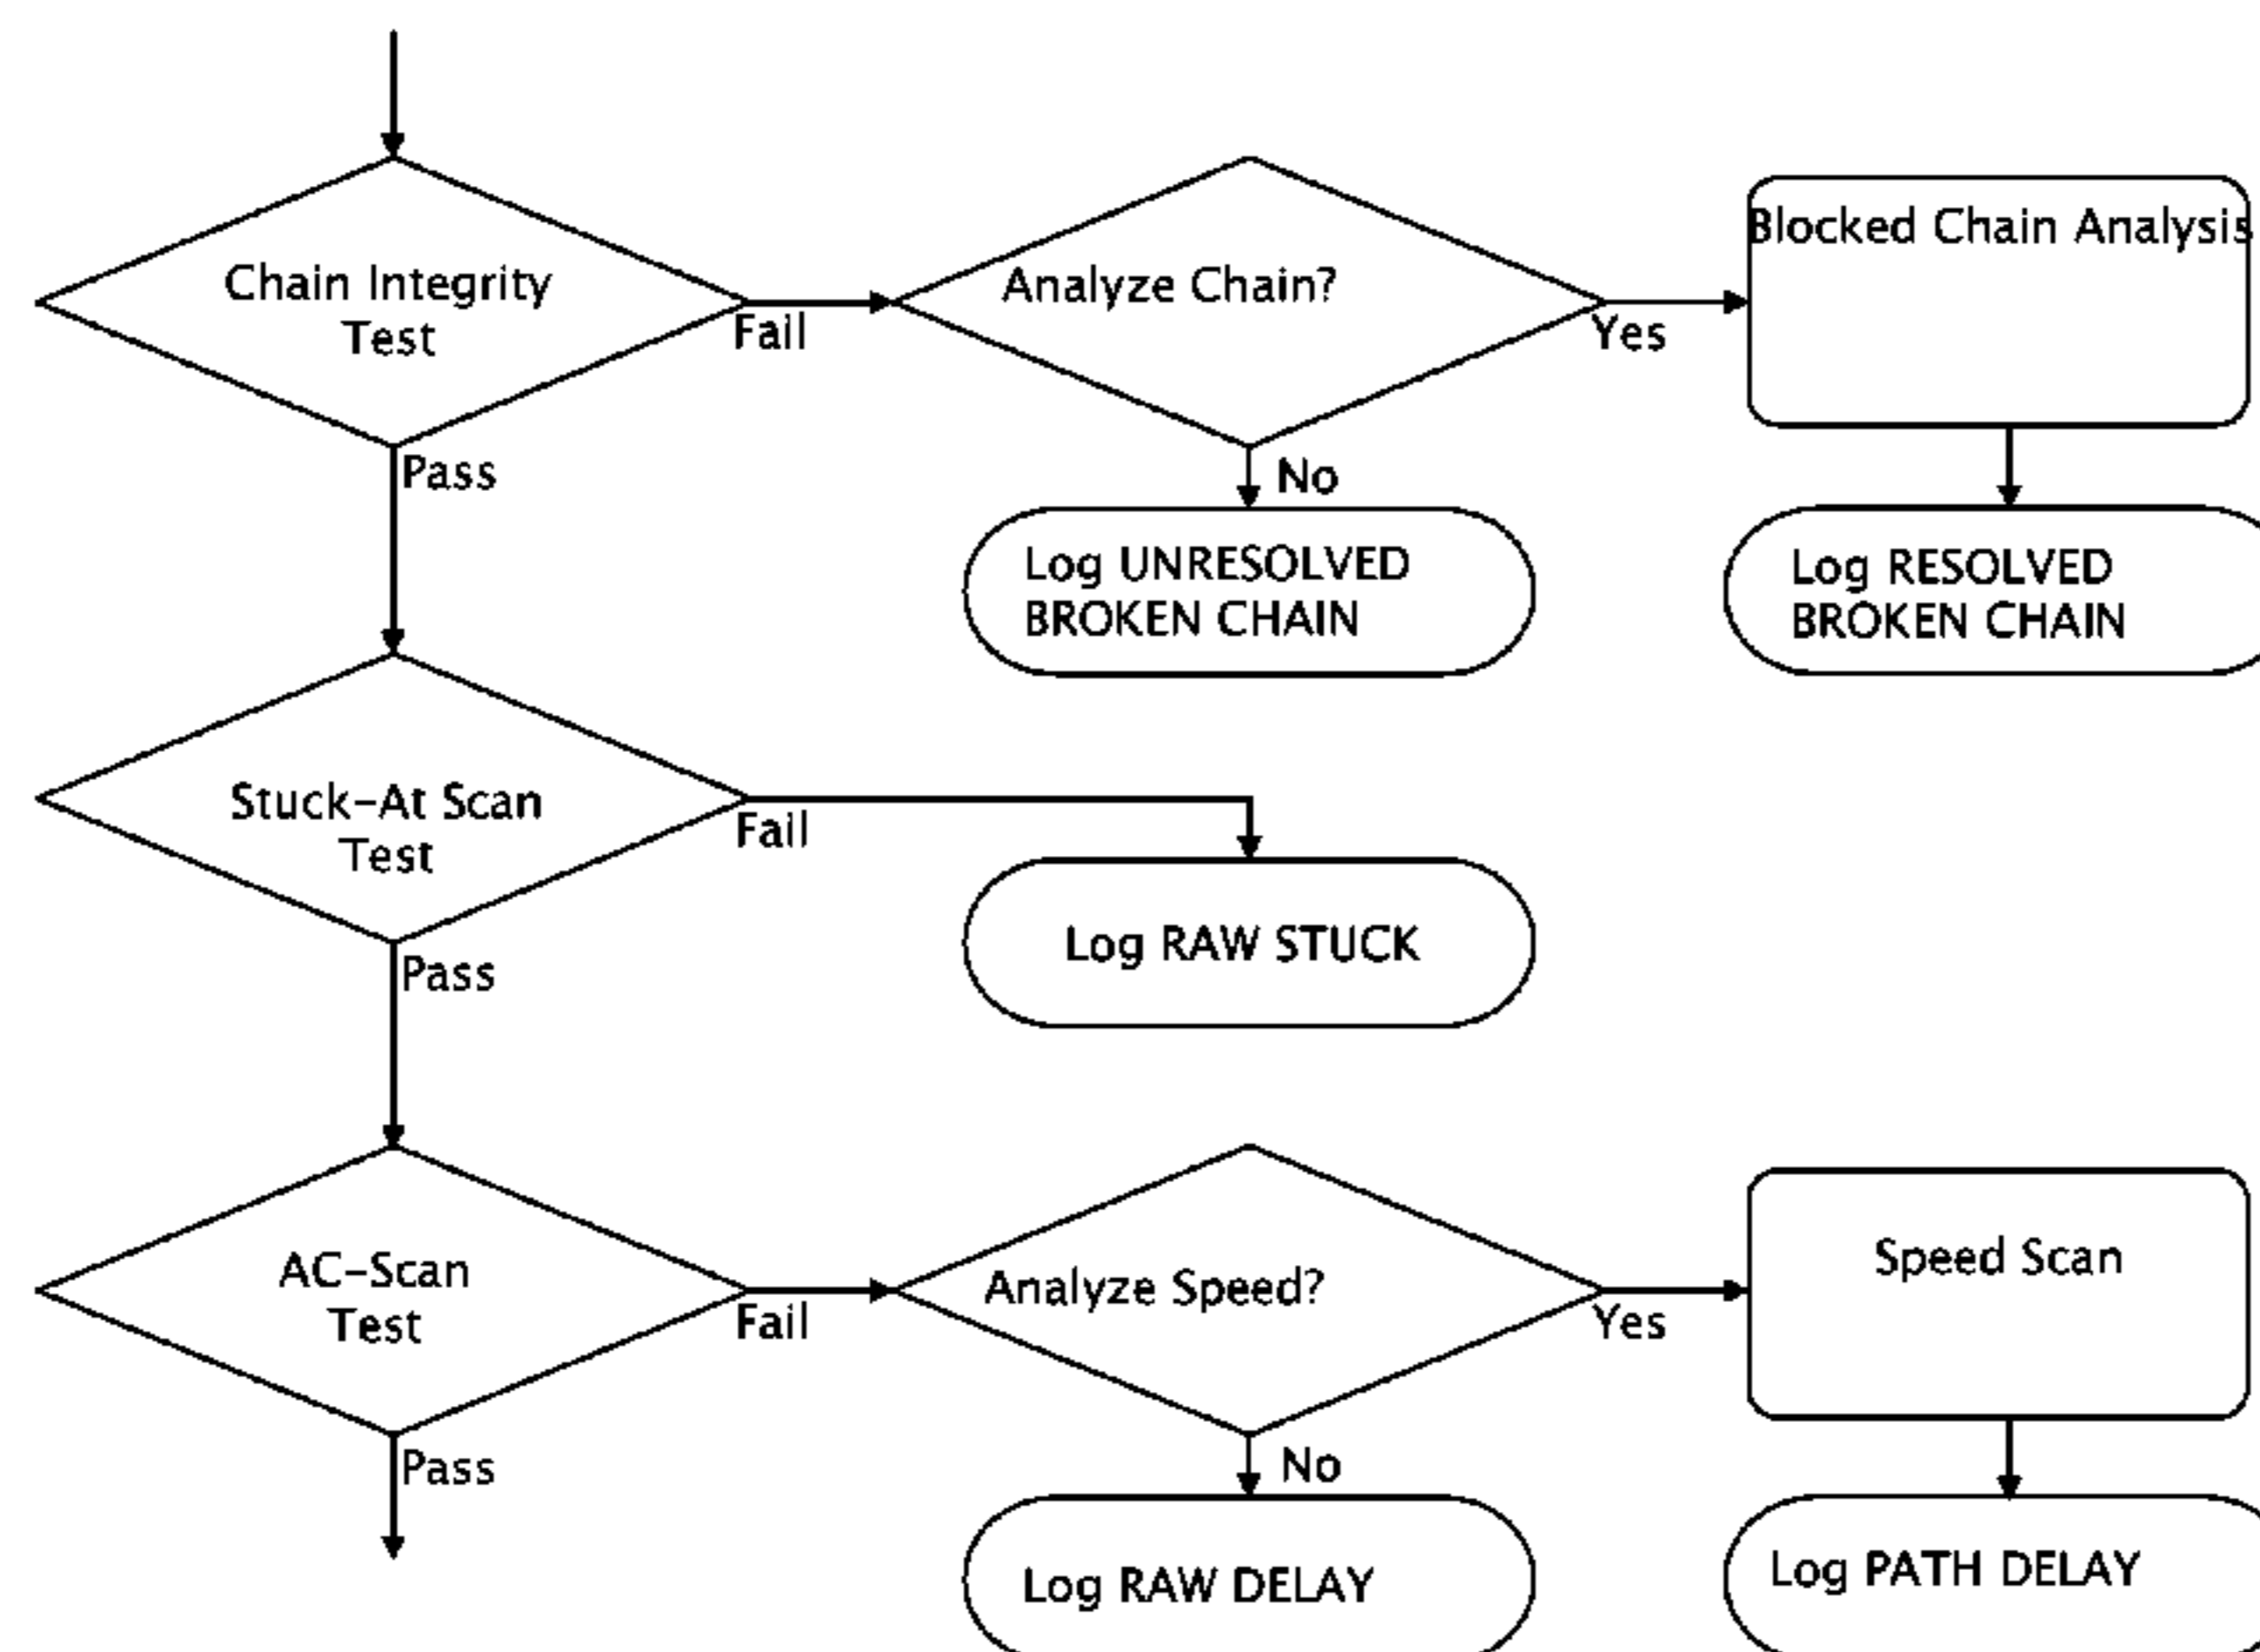 Chain Integrity
Test
Fail
Analyze Chain?
Yes
Blocked Chain Analysis
Pass
No
Log UNRESOLVED
BROKEN CHAIN
Log RESOLVED
BROKEN CHAIN
Stuck-At Scan
Test
Fail
Log RAW STUCK
Pass
AC-Scan
Test
Fail
Analyze Speed?
Yes
Speed Scan
Pass
No
Log RAW DELAY
Log PATH DELAY